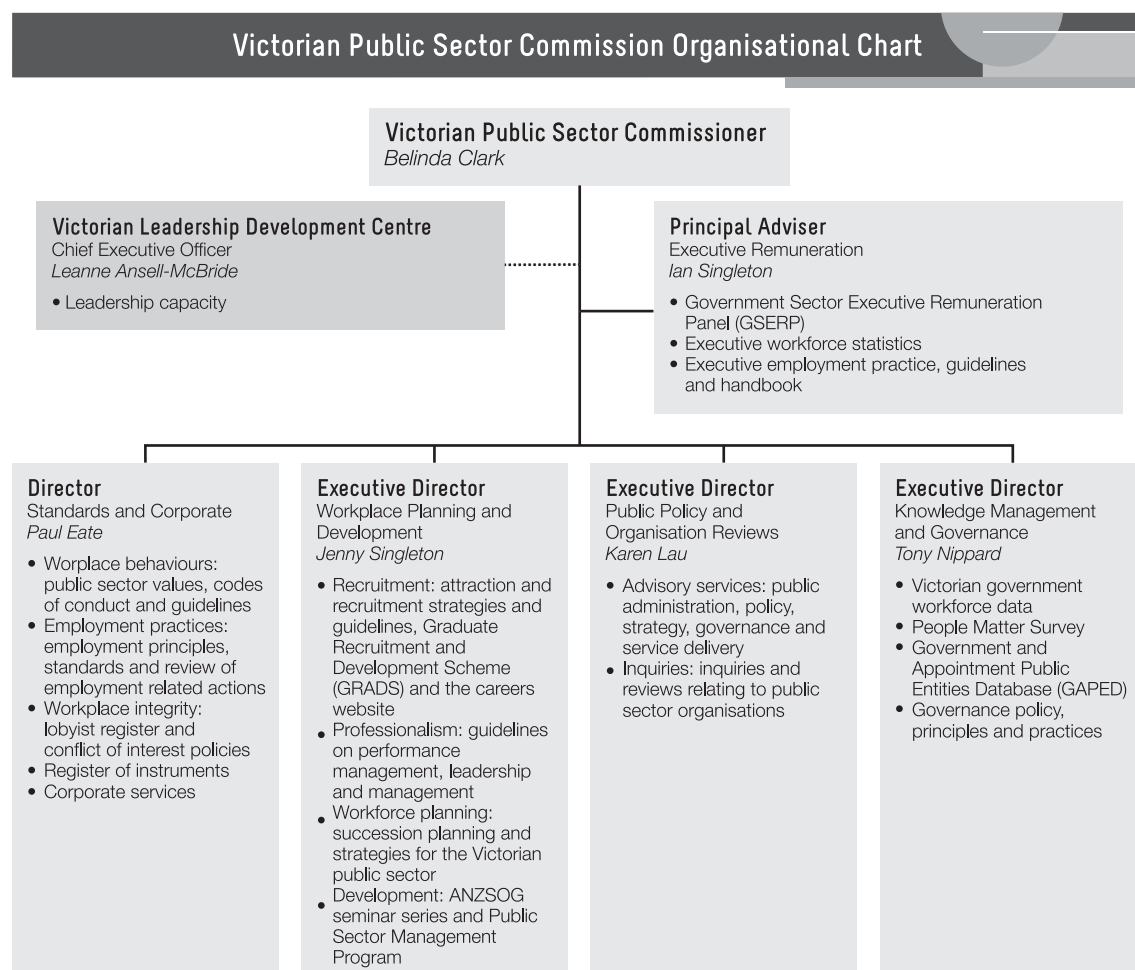 Victorian Public Sector Commission Organisational Chart
Victorian Public Sector Commissioner
Belinda Clark
Victorian Leadership Development Centre
Chief Executive Officer
Leanne Ansell-McBride
• Leadership capacity
Principal Adviser
Executive Remuneration
Ian Singleton
• Government Sector Executive Remuneration
Panel (GSERP)
• Executive workforce statistics
• Executive employment practice, guidelines
and handbook
Director
Standards and Corporate
Paul Eate
• Worplace behaviours:
public sector values, codes
of conduct and guidelines
• Employment practices:
employment principles,
standards and review of
employment related actions
• Workplace integrity:
lobyist register and
conflict of interest policies
• Register of instruments
• Corporate services
Executive Director
Workplace Planning and
Development
Jenny Singleton
• Recruitment: attraction and
recruitment strategies and
guidelines, Graduate
Recruitment and
Development Scheme
(GRADS) and the careers
website
• Professionalism: guidelines
on performance
management, leadership
and management
• Workforce planning:
succession planning and
strategies for the Victorian
public sector
• Development: ANZSOG
seminar series and Public
Sector Management
Program
Executive Director
Public Policy and
Organisation Reviews
Karen Lau
• Advisory services: public
administration, policy,
strategy, governance and
service delivery
• Inquiries: inquiries and
reviews relating to public
sector organisations
Executive Director
Knowledge Management
and Governance
Tony Nippard
• Victorian government
workforce data
• People Matter Survey
• Government and
Appointment Public
Entities Database (GAPED)
• Governance policy,
principles and practices